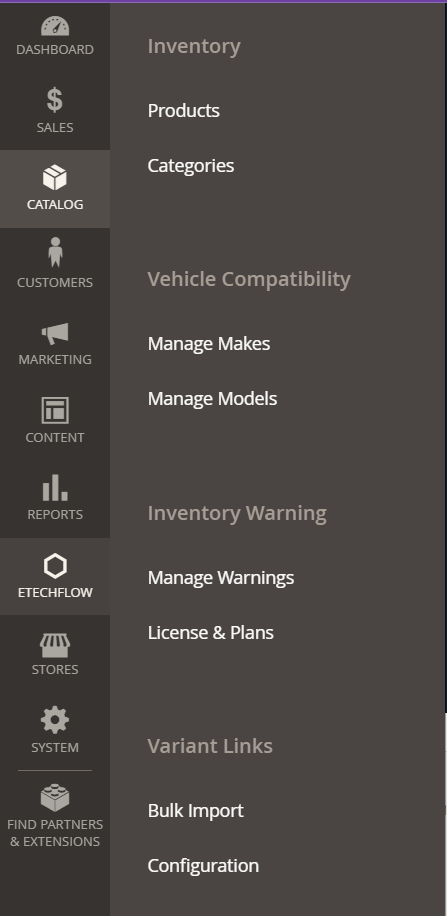 DASHBOARD
SALES
CATALOG
CUSTOMERS
MARKETING
CONTENT
REPORTS
ETECHFLOW
STORES
SYSTEM
FIND PARTNERS
& EXTENSIONS
Inventory
Products
Categories
Vehicle Compatibility
Manage Makes
Manage Models
Inventory Warning
Manage Warnings
License & Plans
Variant Links
Bulk Import
Configuration